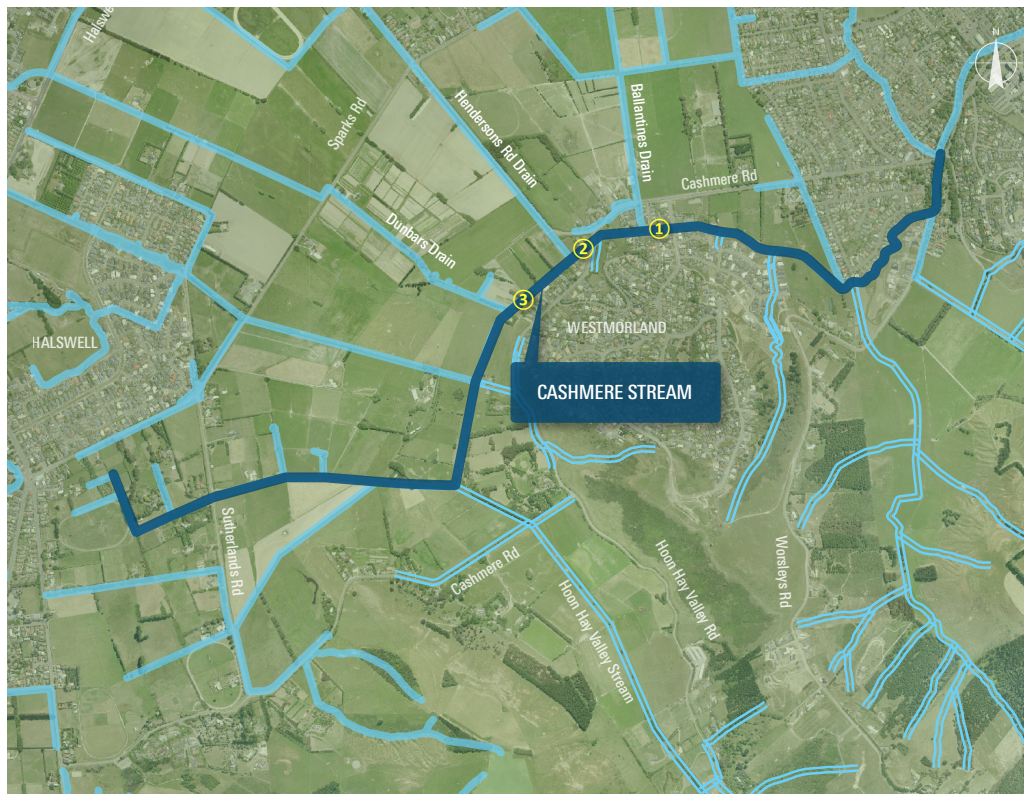 Halswe
N
Sparks Rd
Hendersons Rd Drain
Ballantines Drain
Cashmere Rd
Dunbars Drain
1
2
3
HALSWELL
WESTMORLAND
CASHMERE STREAM
Sutherlands Rd
Cashmere Rd
Hoon Hay Valley Rd
Worsleys Rd
Hoon Hay Valley Stream